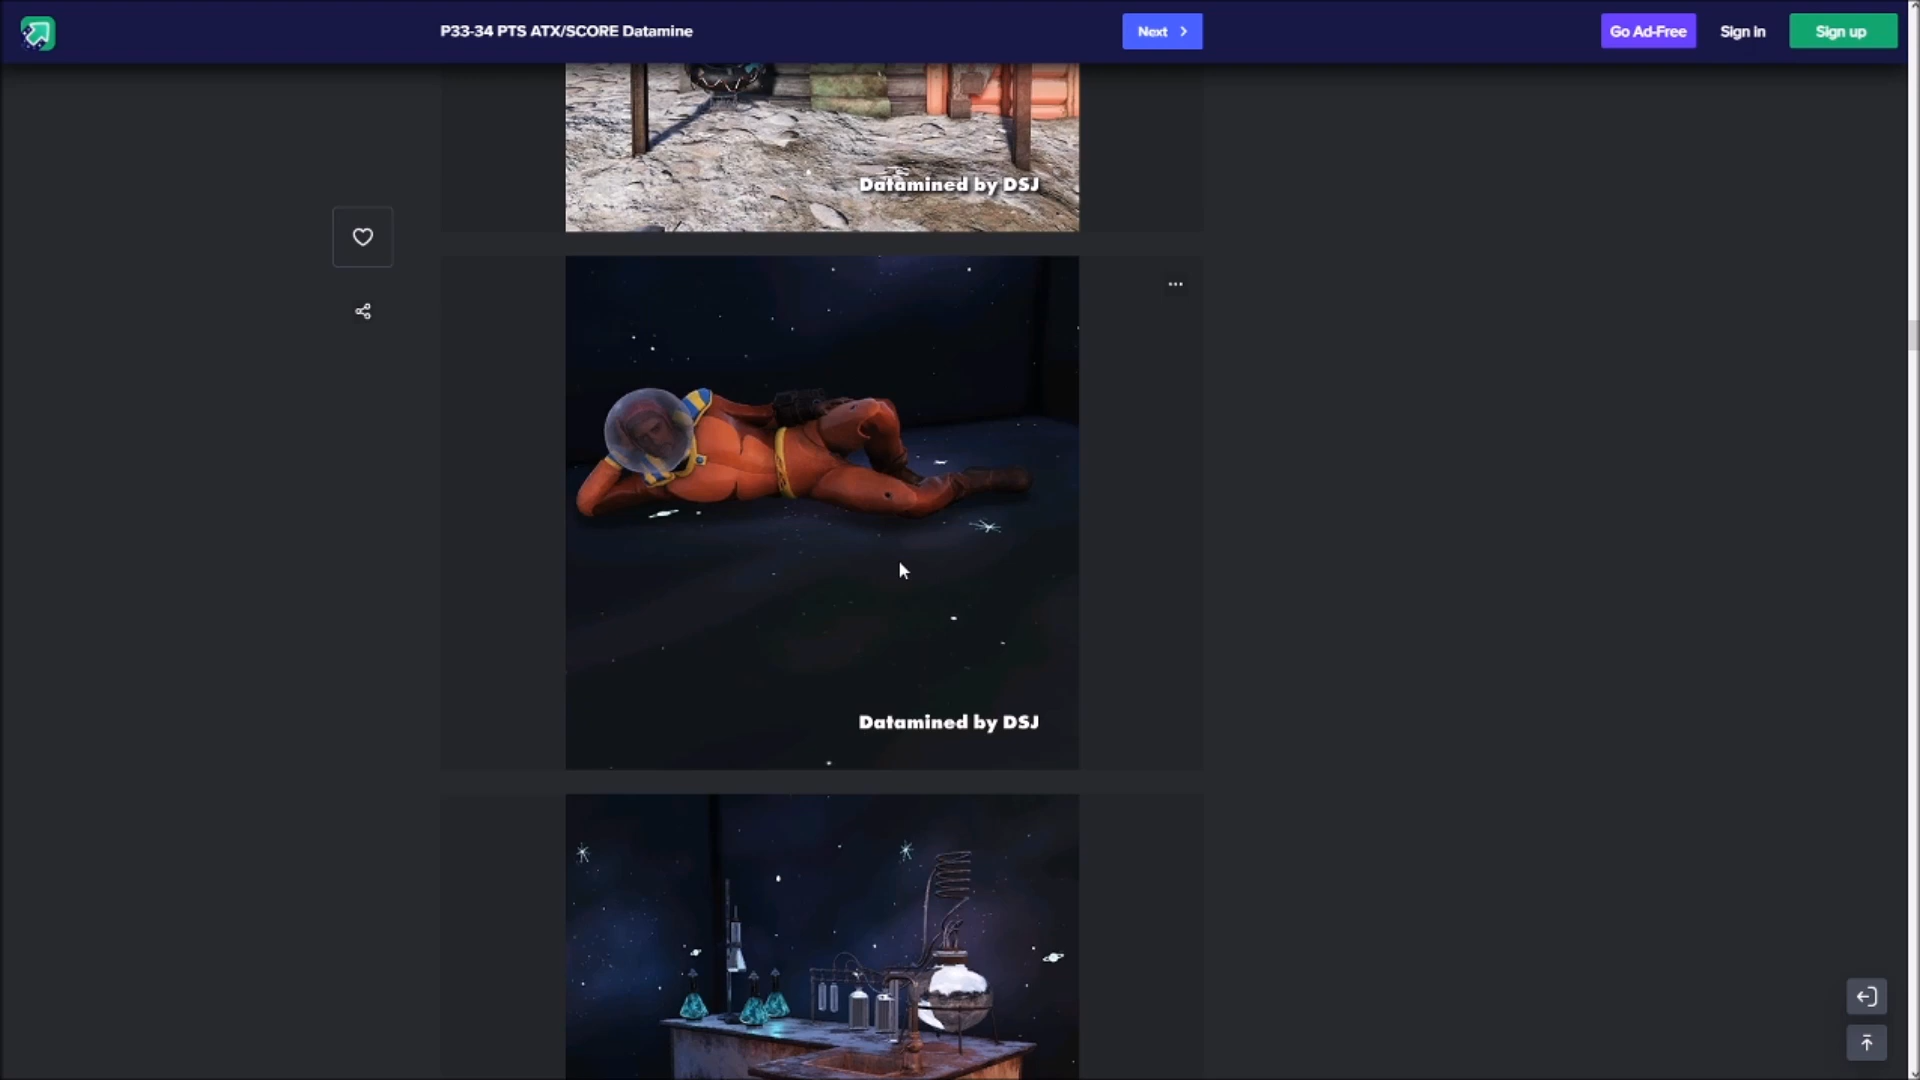 P33-34 PTS ATX/SCORE Datamine
Next
Go Ad-Free
Sign In
Sign up
Datamined by DSJ
Datamined by DSJ